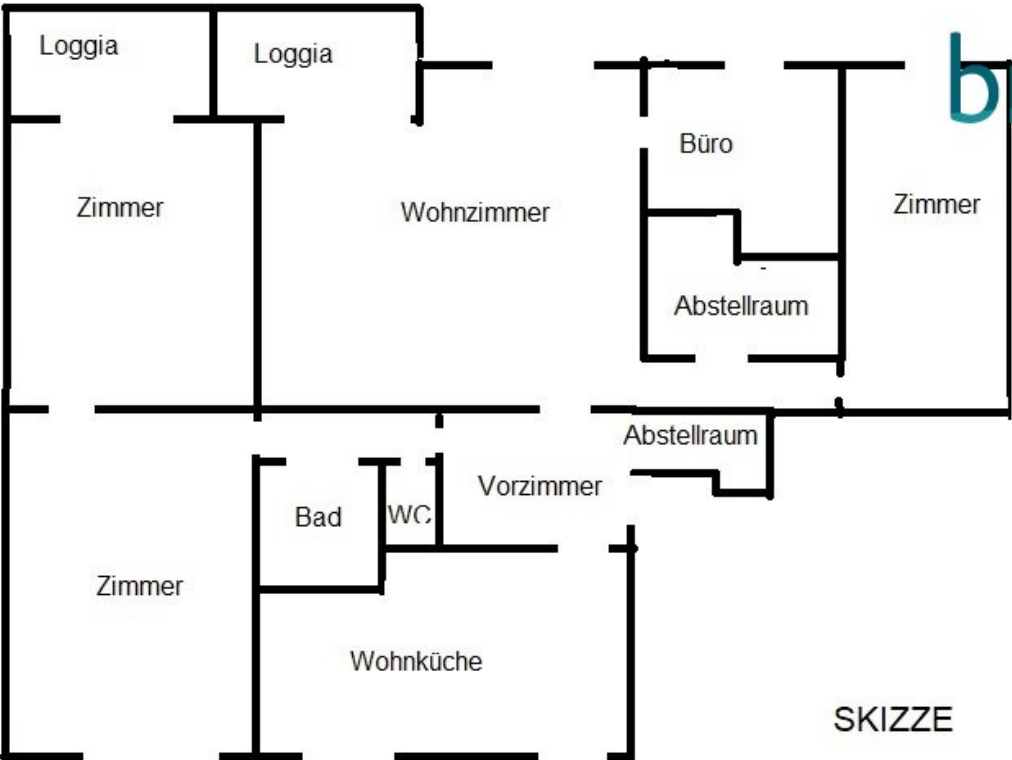 Loggia
Loggia
Büro
Zimmer
Wohnzimmer
Zimmer
Abstellraum
Abstellraum
Vorzimmer
Bad
WC
Zimmer
Wohnküche
SKIZZE